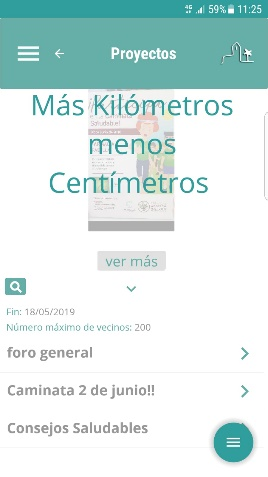 59% 11:25
Proyectos
Saludable!
Más Kilómetros
menos
Centímetros
ver más
Fin: 18/05/2019
Número máximo de vecinos: 200
foro general
Caminata 2 de junio!!
Consejos Saludables